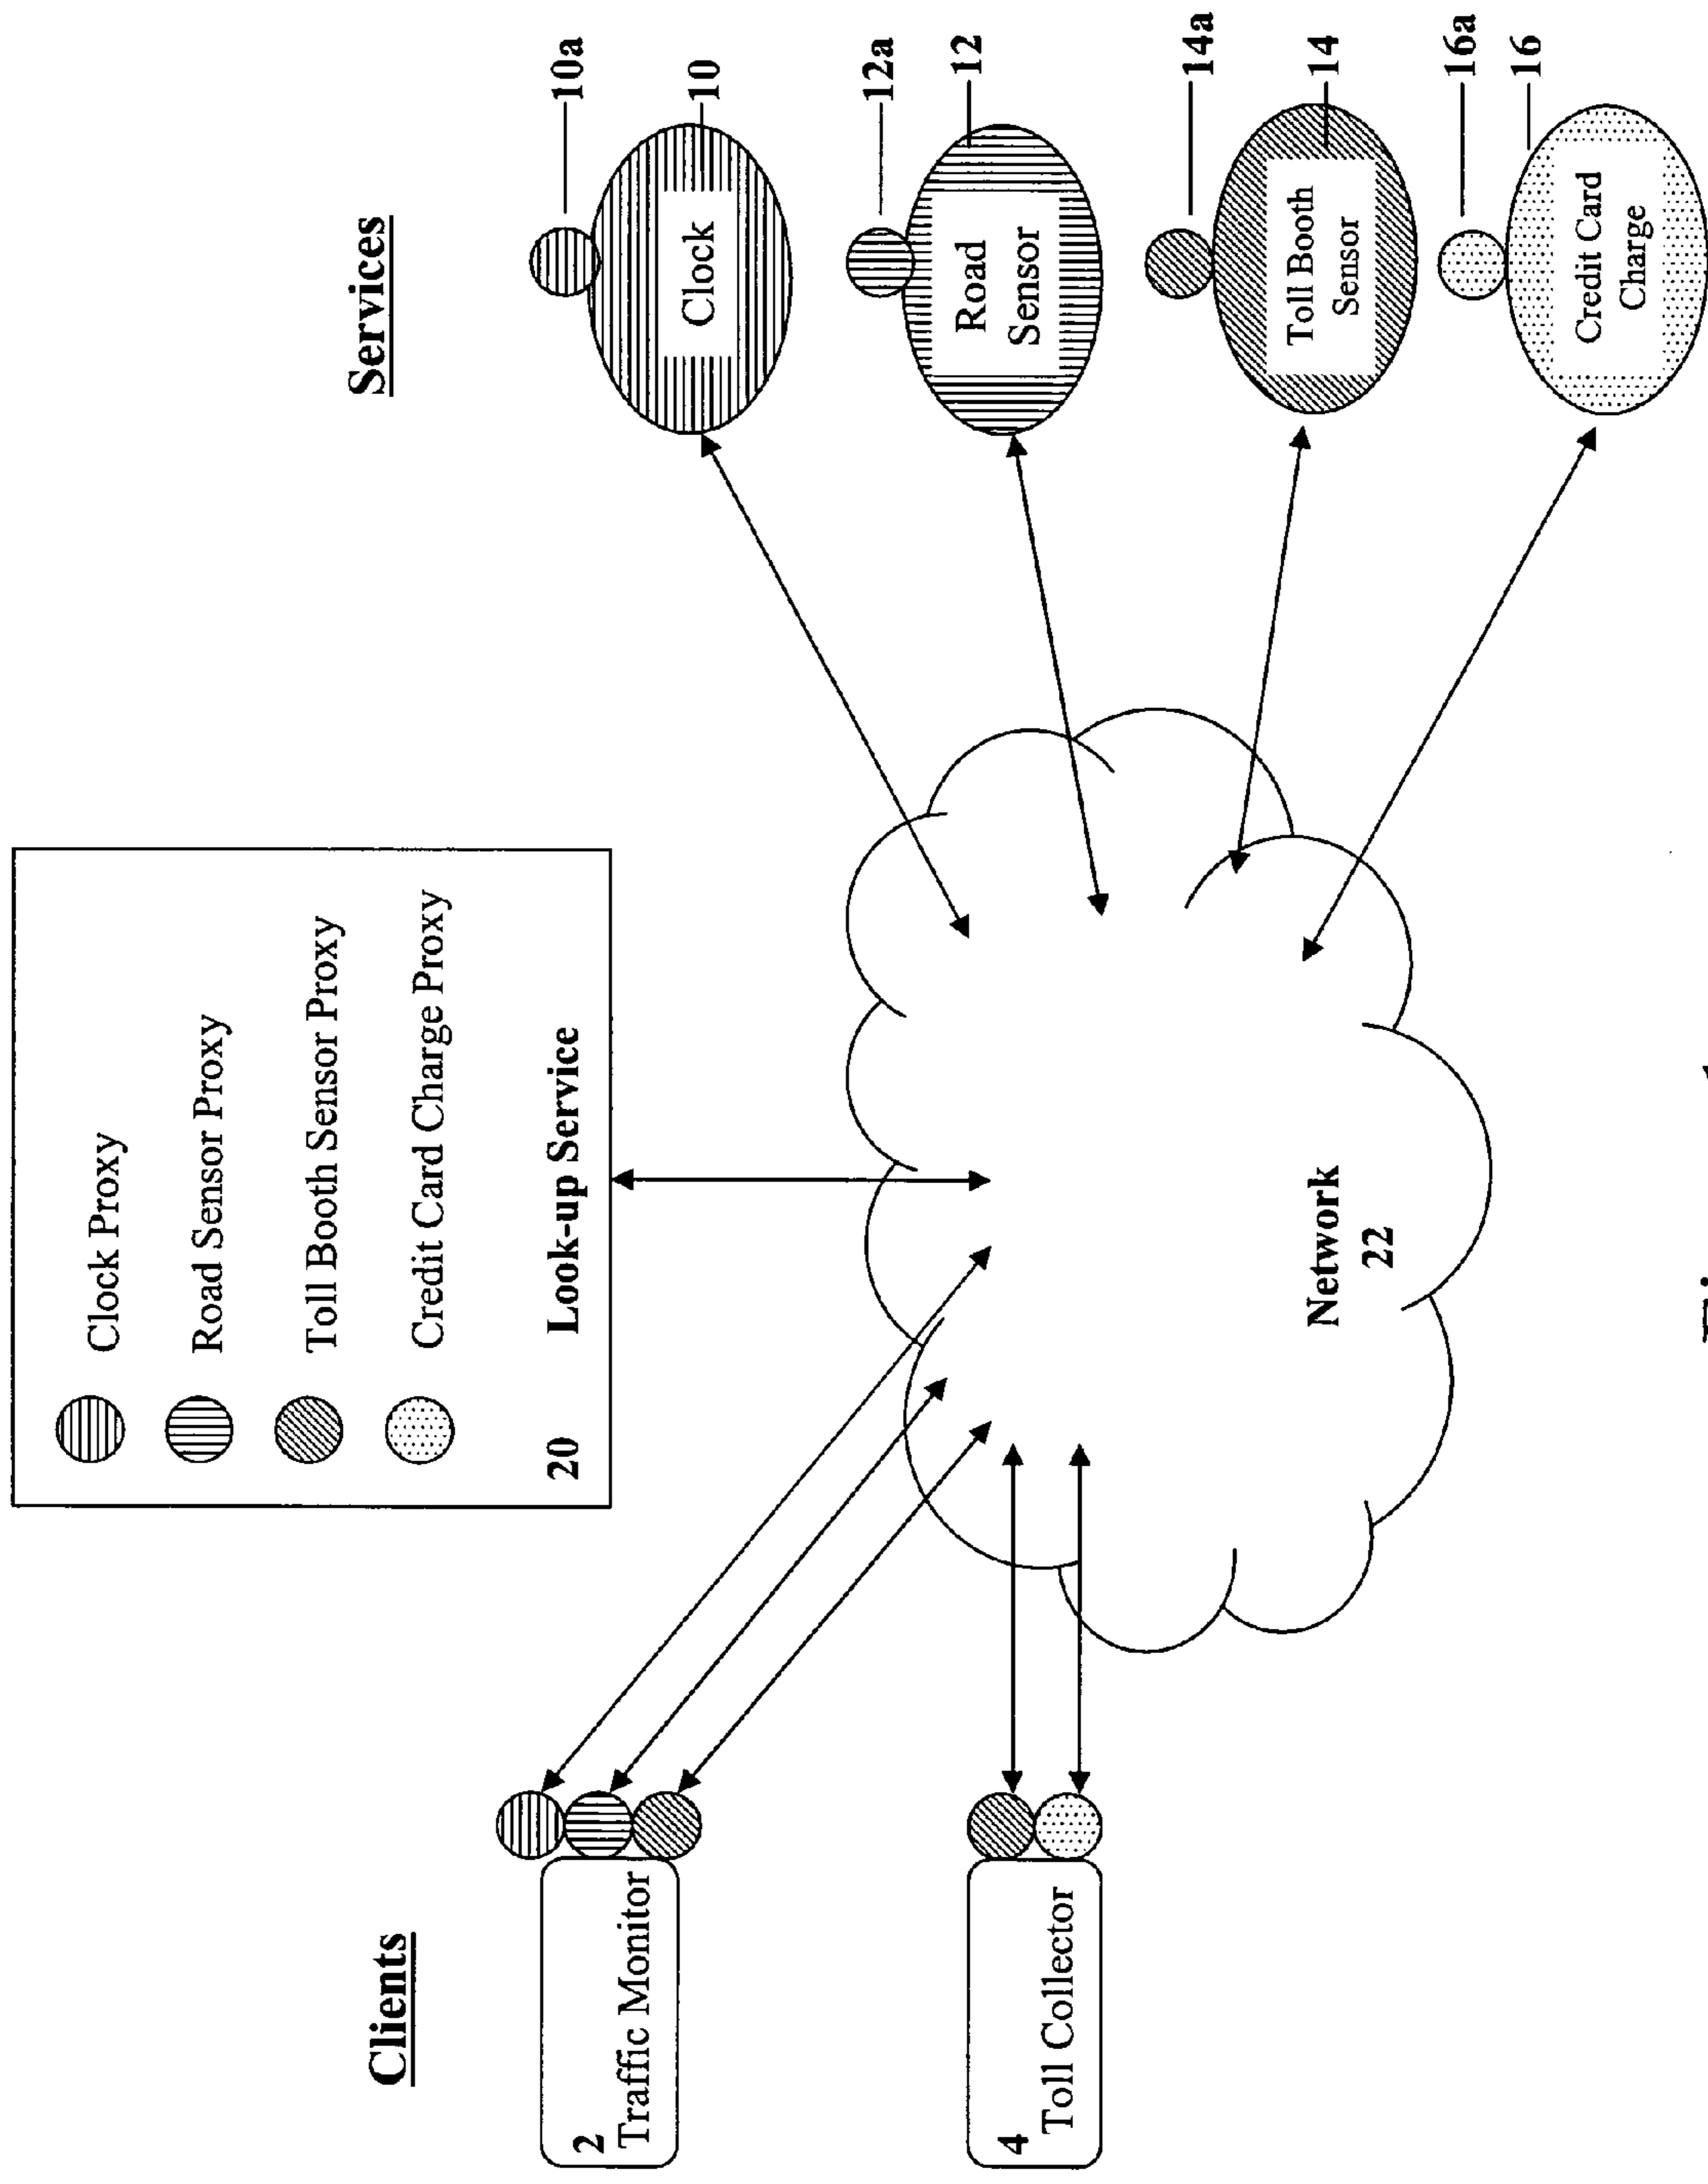 Clock Proxy
Road Sensor Proxy
Toll Booth Sensor Proxy
Credit Card Charge Proxy
20 Look-up Service
Clients
Services
2
Traffic Monitor
4
Toll Collector
Network
22
10a
Clock
10
12a
Road
Sensor
12
14a
Toll Booth
Sensor
14
16a
16
Credit Card
Charge